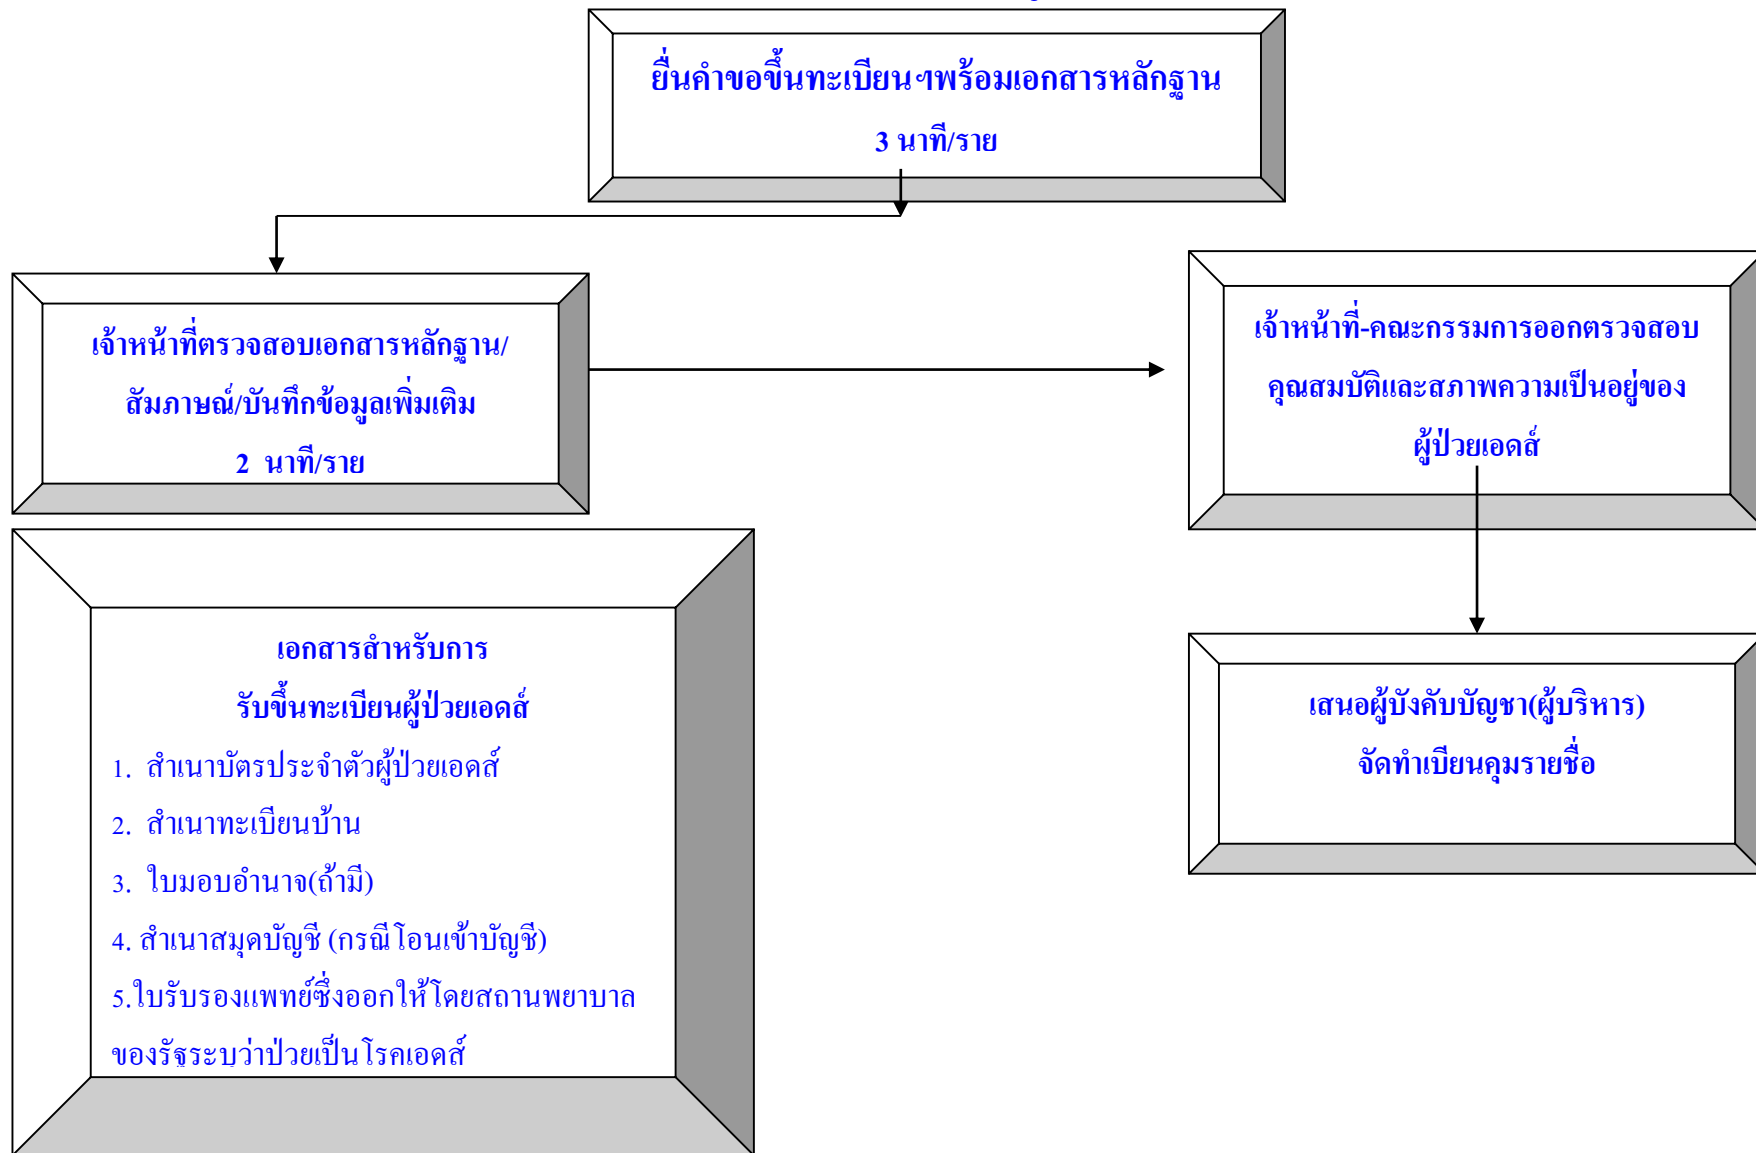 ยื่นคำขอขึ้นทะเบียนฯพร้อมเอกสารหลักฐาน
3 นาที/ราย
เจ้าหน้าที่ตรวจสอบเอกสารหลักฐาน/
สัมภาษณ์/บันทึกข้อมูลเพิ่มเติม
2 นาที/ราย
เจ้าหน้าที่-คณะกรรมการออกตรวจสอบ
คุณสมบัติและสภาพความเป็นอยู่ของ
ผู้ป่วยเอดส์
เอกสารสำหรับการ
รับขึ้นทะเบียนผู้ป่วยเอดส์
1. สำเนาบัตรประจำตัวผู้ป่วยเอดส์
2. สำเนาทะเบียนบ้าน
3. ใบมอบอำนาจ(ถ้ามี)
4. สำเนาสมุดบัญชี (กรณีโอนเข้าบัญชี)
5.ใบรับรองแพทย์ซึ่งออกให้โดยสถานพยาบาล
ของรัฐระบุว่าป่วยเป็นโรคเอดส์
เสนอผู้บังคับบัญชา(ผู้บริหาร)
จัดทำเบียนคุมรายชื่อ